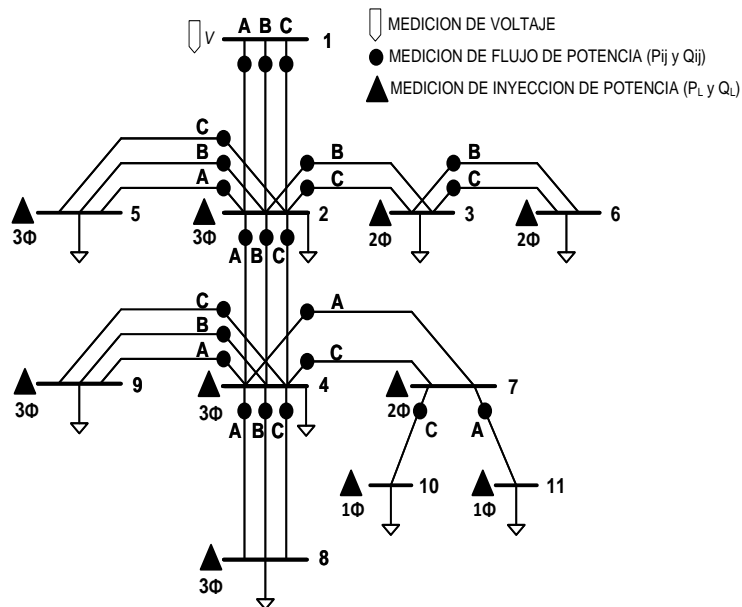 A B C
1
V
MEDICION DE VOLTAJE
MEDICION DE FLUJO DE POTENCIA (Pij y Qij)
MEDICION DE INYECCION DE POTENCIA (PL y QL)
C
B
A
B
C
B
C
5
3Φ
2
3Φ
3
2Φ
6
2Φ
A B C
C
B
A
A
C
9
3Φ
4
3Φ
7
2Φ
A B C
C
A
10
1Φ
11
1Φ
8
3Φ